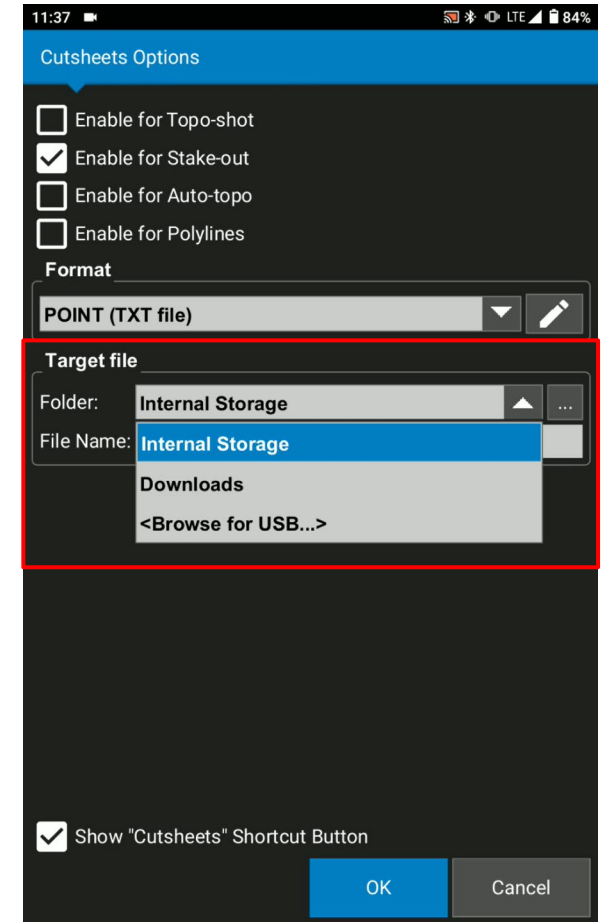 11:37 LTE 84%
Cutsheets Options
Enable for Topo-shot
Enable for Stake-out
Enable for Auto-topo
Enable for Polylines
Format
POINT (TXT file)
Target file
Folder: Internal Storage ...
File Name: Internal Storage
Downloads
<Browse for USB...>
Show "Cutsheets" Shortcut Button
OK Cancel